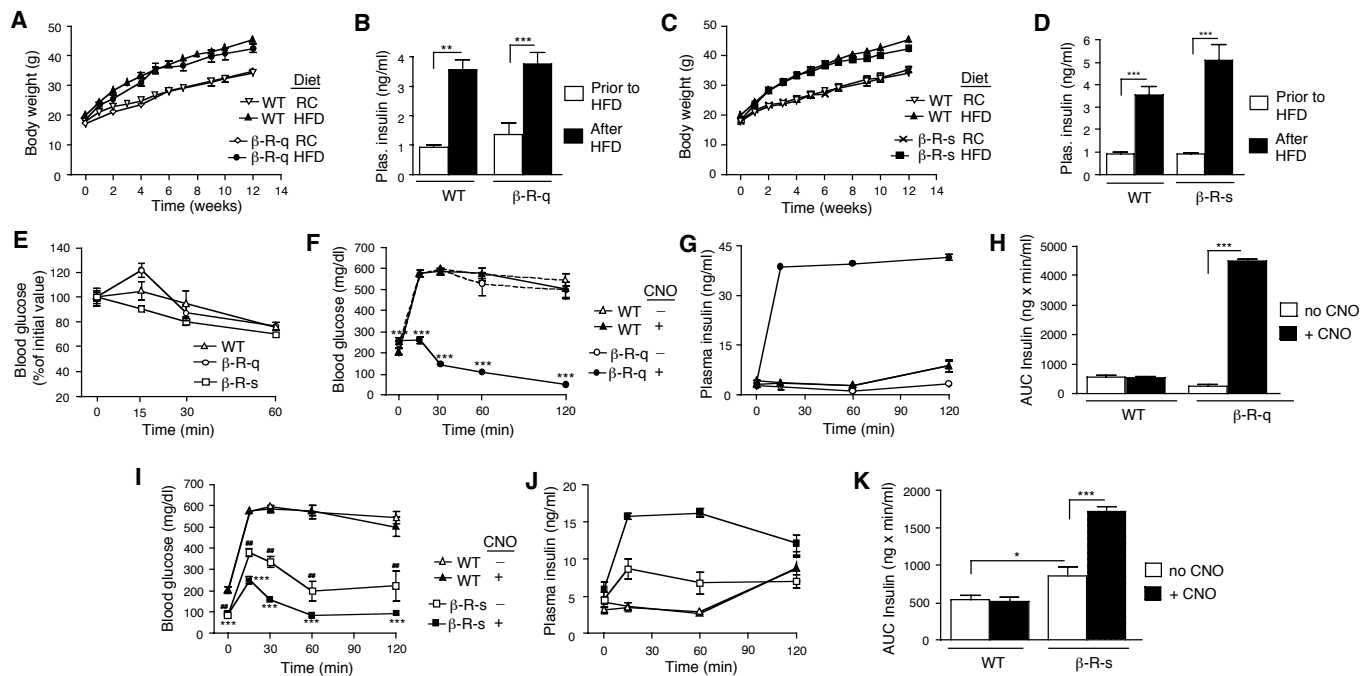 A
Body weight (g)
50
40
30
20
10
0
0 2 4 6 8 10 12 14
Time (weeks)
Diet
WT RC
WT HFD
β-R-q RC
β-R-q HFD
B
Plas. insulin (ng/ml)
5
4
3
2
1
0
** ***
WT β-R-q
Prior to
HFD
After
HFD
C
Body weight (g)
50
40
30
20
10
0
0 2 4 6 8 10 12 14
Time (weeks)
Diet
WT RC
WT HFD
β-R-s RC
β-R-s HFD
D
Plas. insulin (ng/ml)
6
5
4
3
2
1
0
*** ***
WT β-R-s
Prior to
HFD
After
HFD
E
Blood glucose
(% of initial value)
140
120
100
80
60
40
20
0 15 30 60
Time (min)
WT
β-R-q
β-R-s
F
Blood glucose (mg/dl)
700
600
500
400
300
200
100
0
*** *** *** *** ***
0 30 60 90 120
Time (min)
CNO
WT –
WT +
β-R-q –
β-R-q +
G
Plasma insulin (ng/ml)
45
30
15
0
0 30 60 90 120
Time (min)
H
AUC Insulin (ng x min/ml)
5000
4000
3000
2000
1000
0
***
WT β-R-q
no CNO
+ CNO
I
Blood glucose (mg/dl)
700
600
500
400
300
200
100
0
## ## ## ## ##
*** *** *** *** ***
0 30 60 90 120
Time (min)
CNO
WT –
WT +
β-R-s –
β-R-s +
J
Plasma insulin (ng/ml)
20
15
10
5
0
0 30 60 90 120
Time (min)
K
AUC Insulin (ng x min/ml)
2000
1500
1000
500
0
* ***
WT β-R-s
no CNO
+ CNO